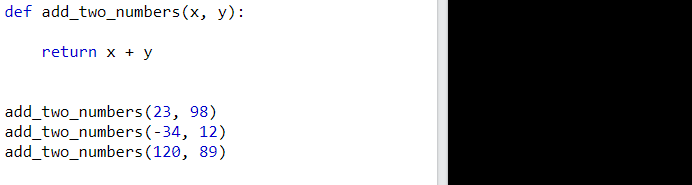 def add_two_numbers(x, y):
    return x + y
add_two_numbers(23, 98)
add_two_numbers(-34, 12)
add_two_numbers(120, 89)